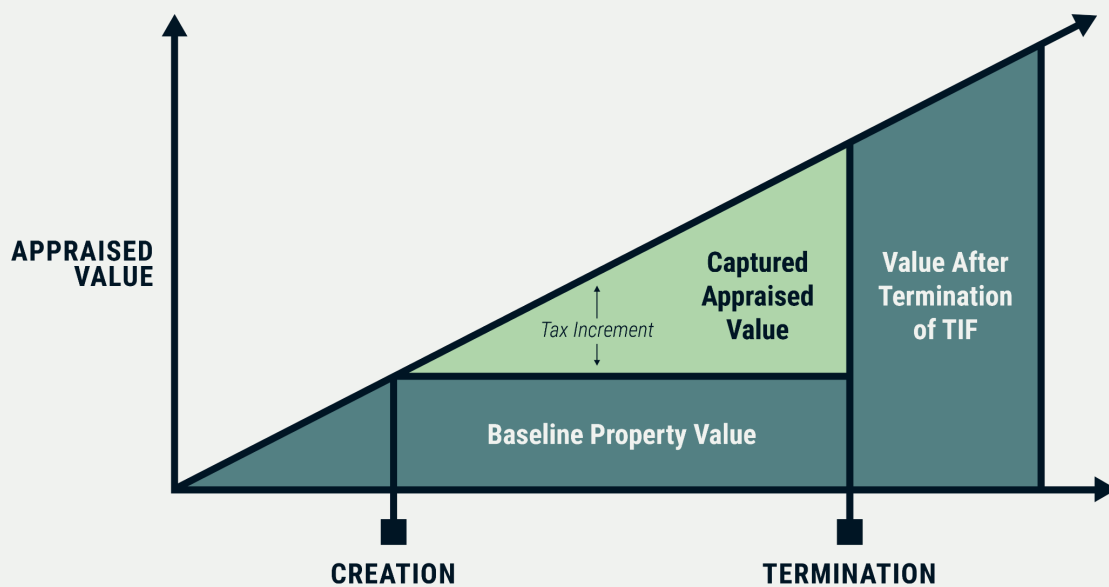 APPRAISED
VALUE
Captured
Appraised
Value
Tax Increment
Value After
Termination
of TIF
Baseline Property Value
CREATION
TERMINATION